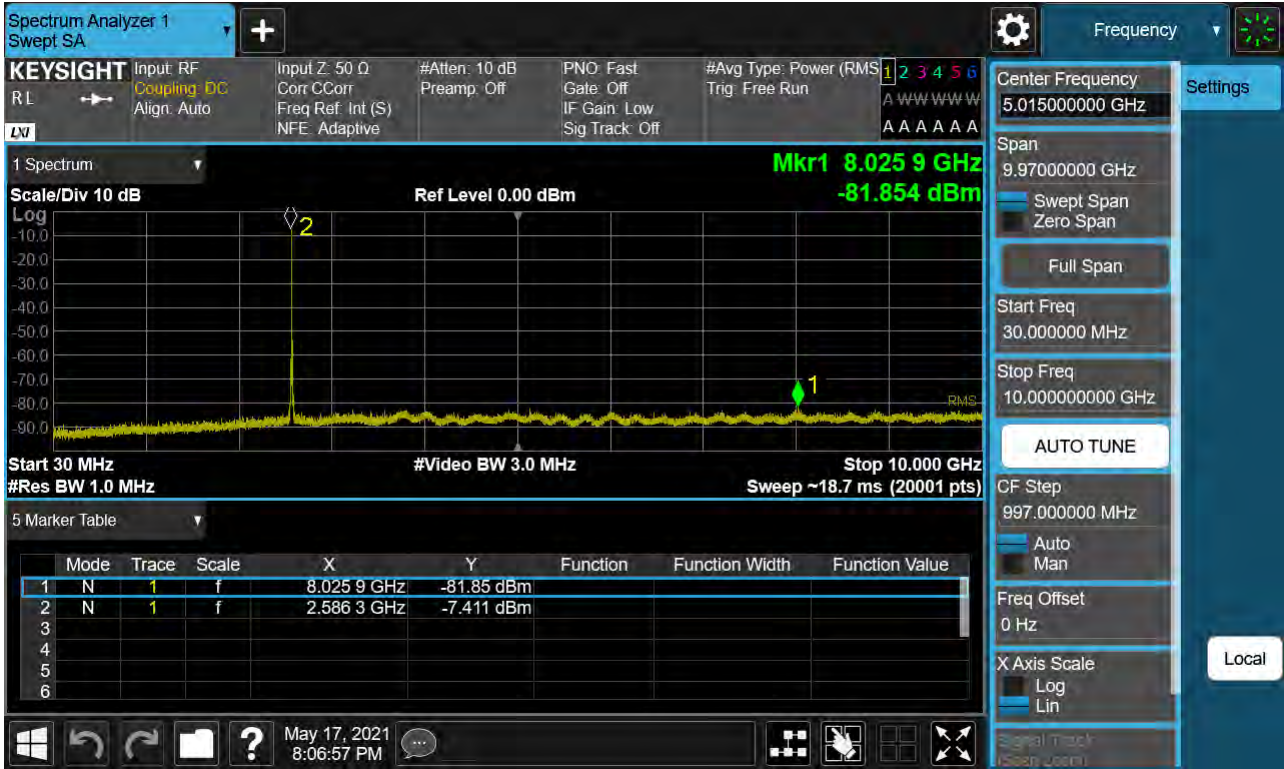 Spectrum Analyzer 1
Swept SA
Frequency
KEYSIGHT
R L
LXI
Input: RF
Coupling: DC
Align: Auto
Input Z: 50 Ω
Corr CCorr
Freq Ref: Int (S)
NFE: Adaptive
#Atten: 10 dB
Preamp: Off
PNO: Fast
Gate: Off
IF Gain: Low
Sig Track: Off
#Avg Type: Power (RMS
Trig: Free Run
1 2 3 4 5 6
A W W W W W
A A A A A A
Center Frequency
5.015000000 GHz
Settings
1 Spectrum
Mkr1 8.025 9 GHz
-81.854 dBm
Scale/Div 10 dB
Ref Level 0.00 dBm
Log
-10.0
-20.0
-30.0
-40.0
-50.0
-60.0
-70.0
-80.0
-90.0
2
1
RMS
Start 30 MHz
#Video BW 3.0 MHz
Stop 10.000 GHz
#Res BW 1.0 MHz
Sweep ~18.7 ms (20001 pts)
Span
9.97000000 GHz
Swept Span
Zero Span
Full Span
Start Freq
30.000000 MHz
Stop Freq
10.000000000 GHz
AUTO TUNE
CF Step
997.000000 MHz
Auto
Man
Freq Offset
0 Hz
X Axis Scale
Log
Lin
Signal Track
(Span Zoom)
Local
5 Marker Table
Mode Trace Scale X Y Function Function Width Function Value
1 N 1 f 8.025 9 GHz -81.85 dBm
2 N 1 f 2.586 3 GHz -7.411 dBm
3
4
5
6
?
May 17, 2021
8:06:57 PM